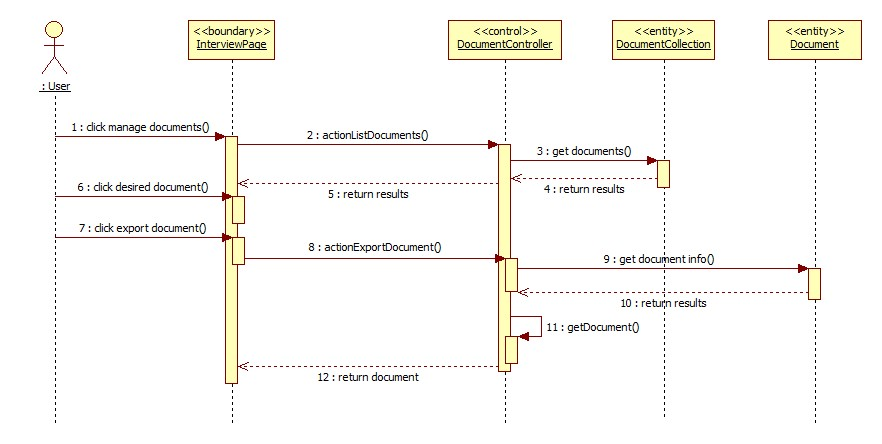 <<boundary>>
InterviewPage
<<control>>
DocumentController
<<entity>>
DocumentCollection
<<entity>>
Document
: User
1 : click manage documents()
2 : actionListDocuments()
3 : get documents()
4 : return results
5 : return results
6 : click desired document()
7 : click export document()
8 : actionExportDocument()
9 : get document info()
10 : return results
11 : getDocument()
12 : return document